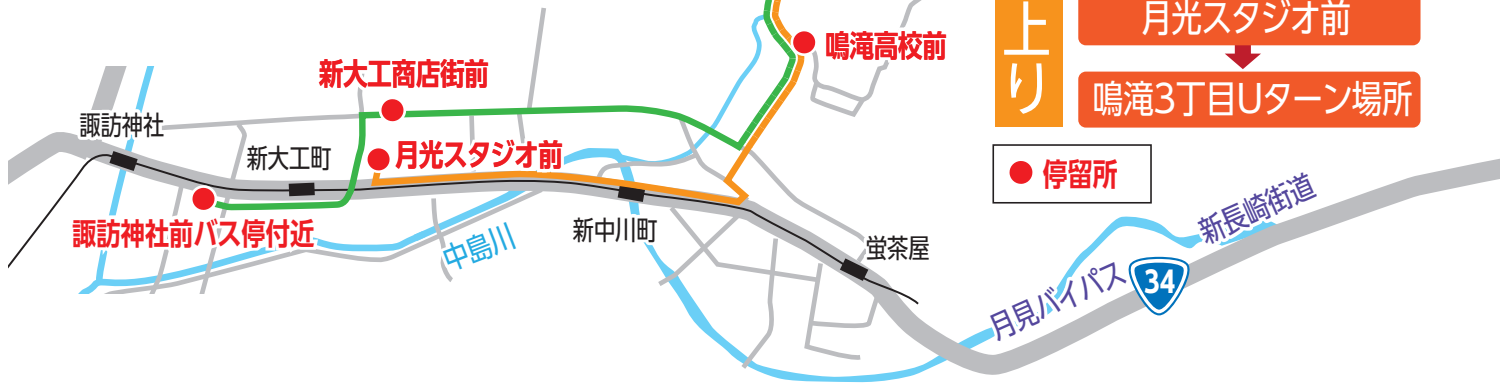 上り
月光スタジオ前
鳴滝3丁目Uターン場所
停留所
鳴滝高校前
新大工商店街前
諏訪神社
新大工町
月光スタジオ前
諏訪神社前バス停付近
中島川
新中川町
蛍茶屋
新長崎街道
月見バイパス
34